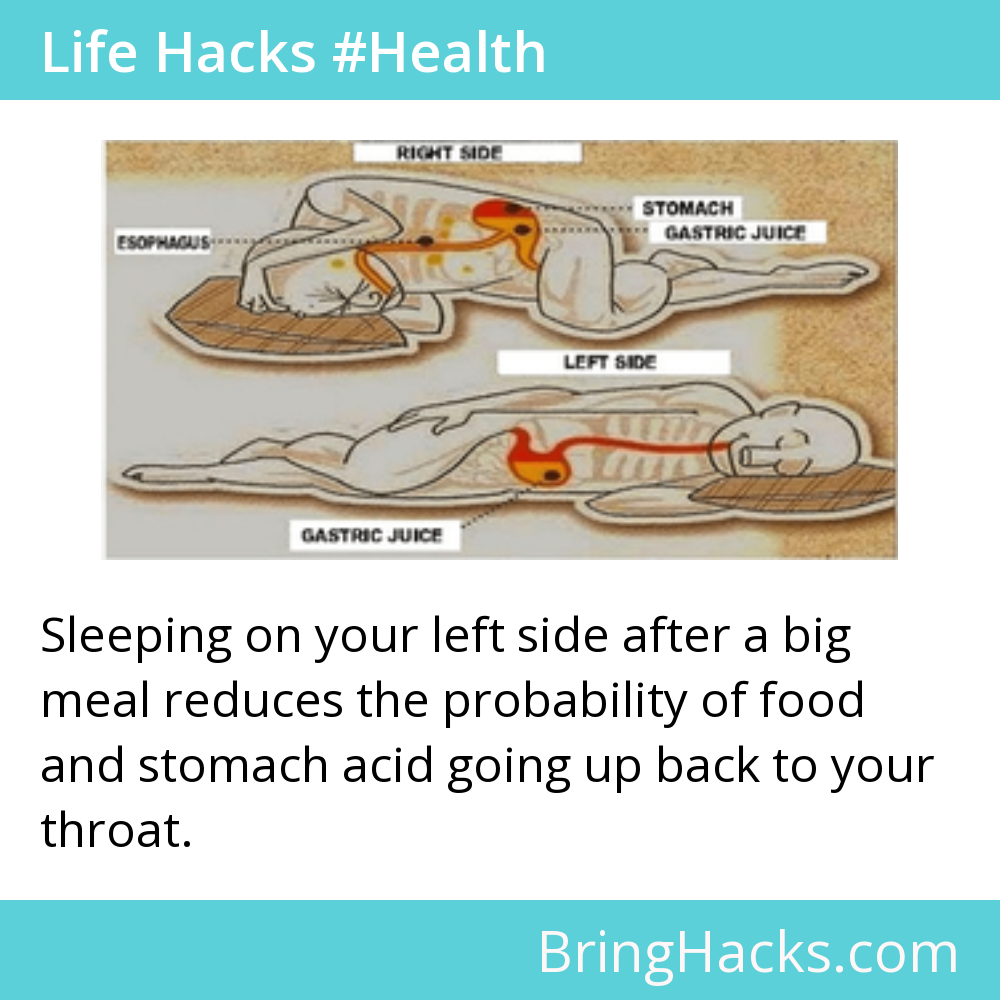 Life Hacks #Health
RIGHT SIDE
STOMACH
GASTRIC JUICE
ESOPHAGUS
LEFT SIDE
GASTRIC JUICE
Sleeping on your left side after a big
meal reduces the probability of food
and stomach acid going up back to your
throat.
BringHacks.com